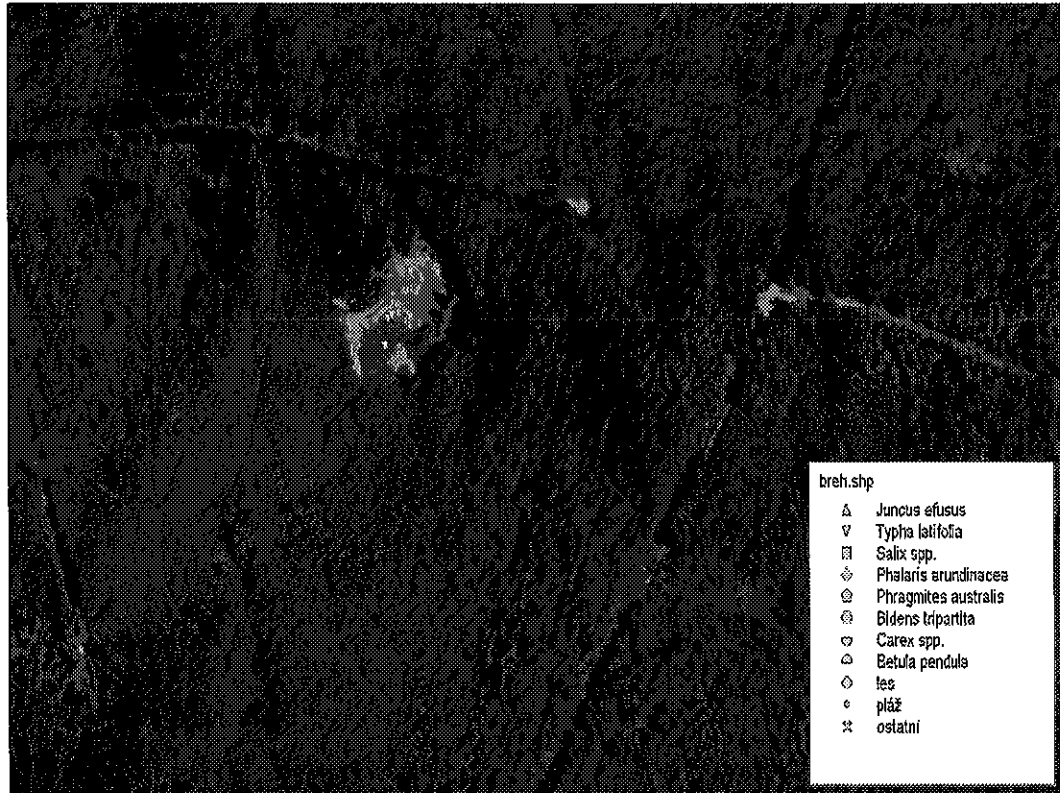 breh.shp
Juncus efusus
Typha latifolia
Salix spp.
Phalaris arundinacea
Phragmites australis
Bidens tripartita
Carex spp.
Betula pendula
les
pláž
ostatní